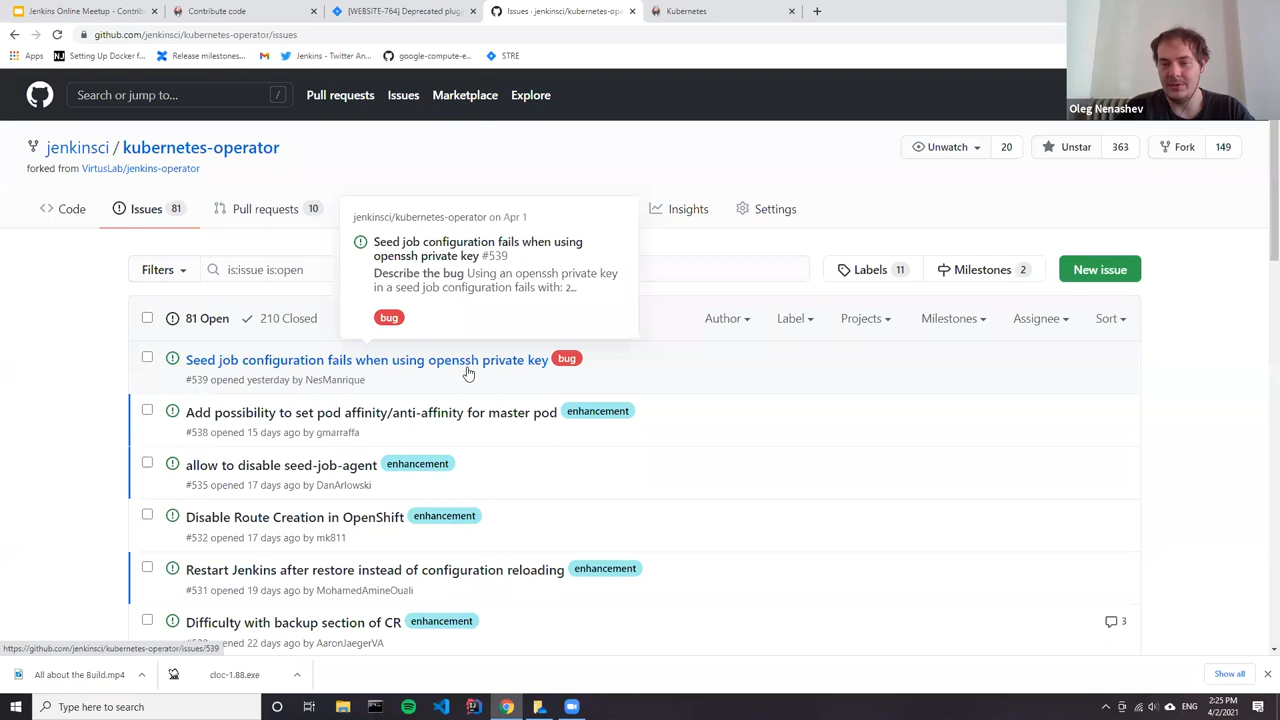 Jenkins Online Meetup - Contrib
Contribute code
[WEBSITE-764] Deprecated plug
Issues · jenkinsci/kubernetes-op
Kubernetes
github.com/jenkinsci/kubernetes-operator/issues
Apps
Setting Up Docker f...
Release milestones...
Jenkins - Twitter An...
google-compute-e...
STRE
Search or jump to...
/
Pull requests
Issues
Marketplace
Explore
Oleg Nenashev
jenkinsci / kubernetes-operator
Unwatch
20
Unstar
363
Fork
149
forked from VirtusLab/jenkins-operator
Code
Issues 81
Pull requests 10
Insights
Settings
jenkinsci/kubernetes-operator on Apr 1
Seed job configuration fails when using
openssh private key #539
Describe the bug Using an openssh private key
in a seed job configuration fails with: 2...
bug
Filters
is:issue is:open
Labels 11
Milestones 2
New issue
81 Open
210 Closed
Author
Label
Projects
Milestones
Assignee
Sort
Seed job configuration fails when using openssh private key bug
#539 opened yesterday by NesManrique
Add possibility to set pod affinity/anti-affinity for master pod enhancement
#538 opened 15 days ago by gmarraffa
allow to disable seed-job-agent enhancement
#535 opened 17 days ago by DanArlowski
Disable Route Creation in OpenShift enhancement
#532 opened 17 days ago by mk811
Restart Jenkins after restore instead of configuration reloading enhancement
#531 opened 19 days ago by MohamedAmineOuali
Difficulty with backup section of CR enhancement
3
ened 22 days ago by AaronJaegerVA
https://github.com/jenkinsci/kubernetes-operator/issues/539
All about the Build.mp4
cloc-1.88.exe
Show all
Type here to search
ENG
2:25 PM
4/2/2021